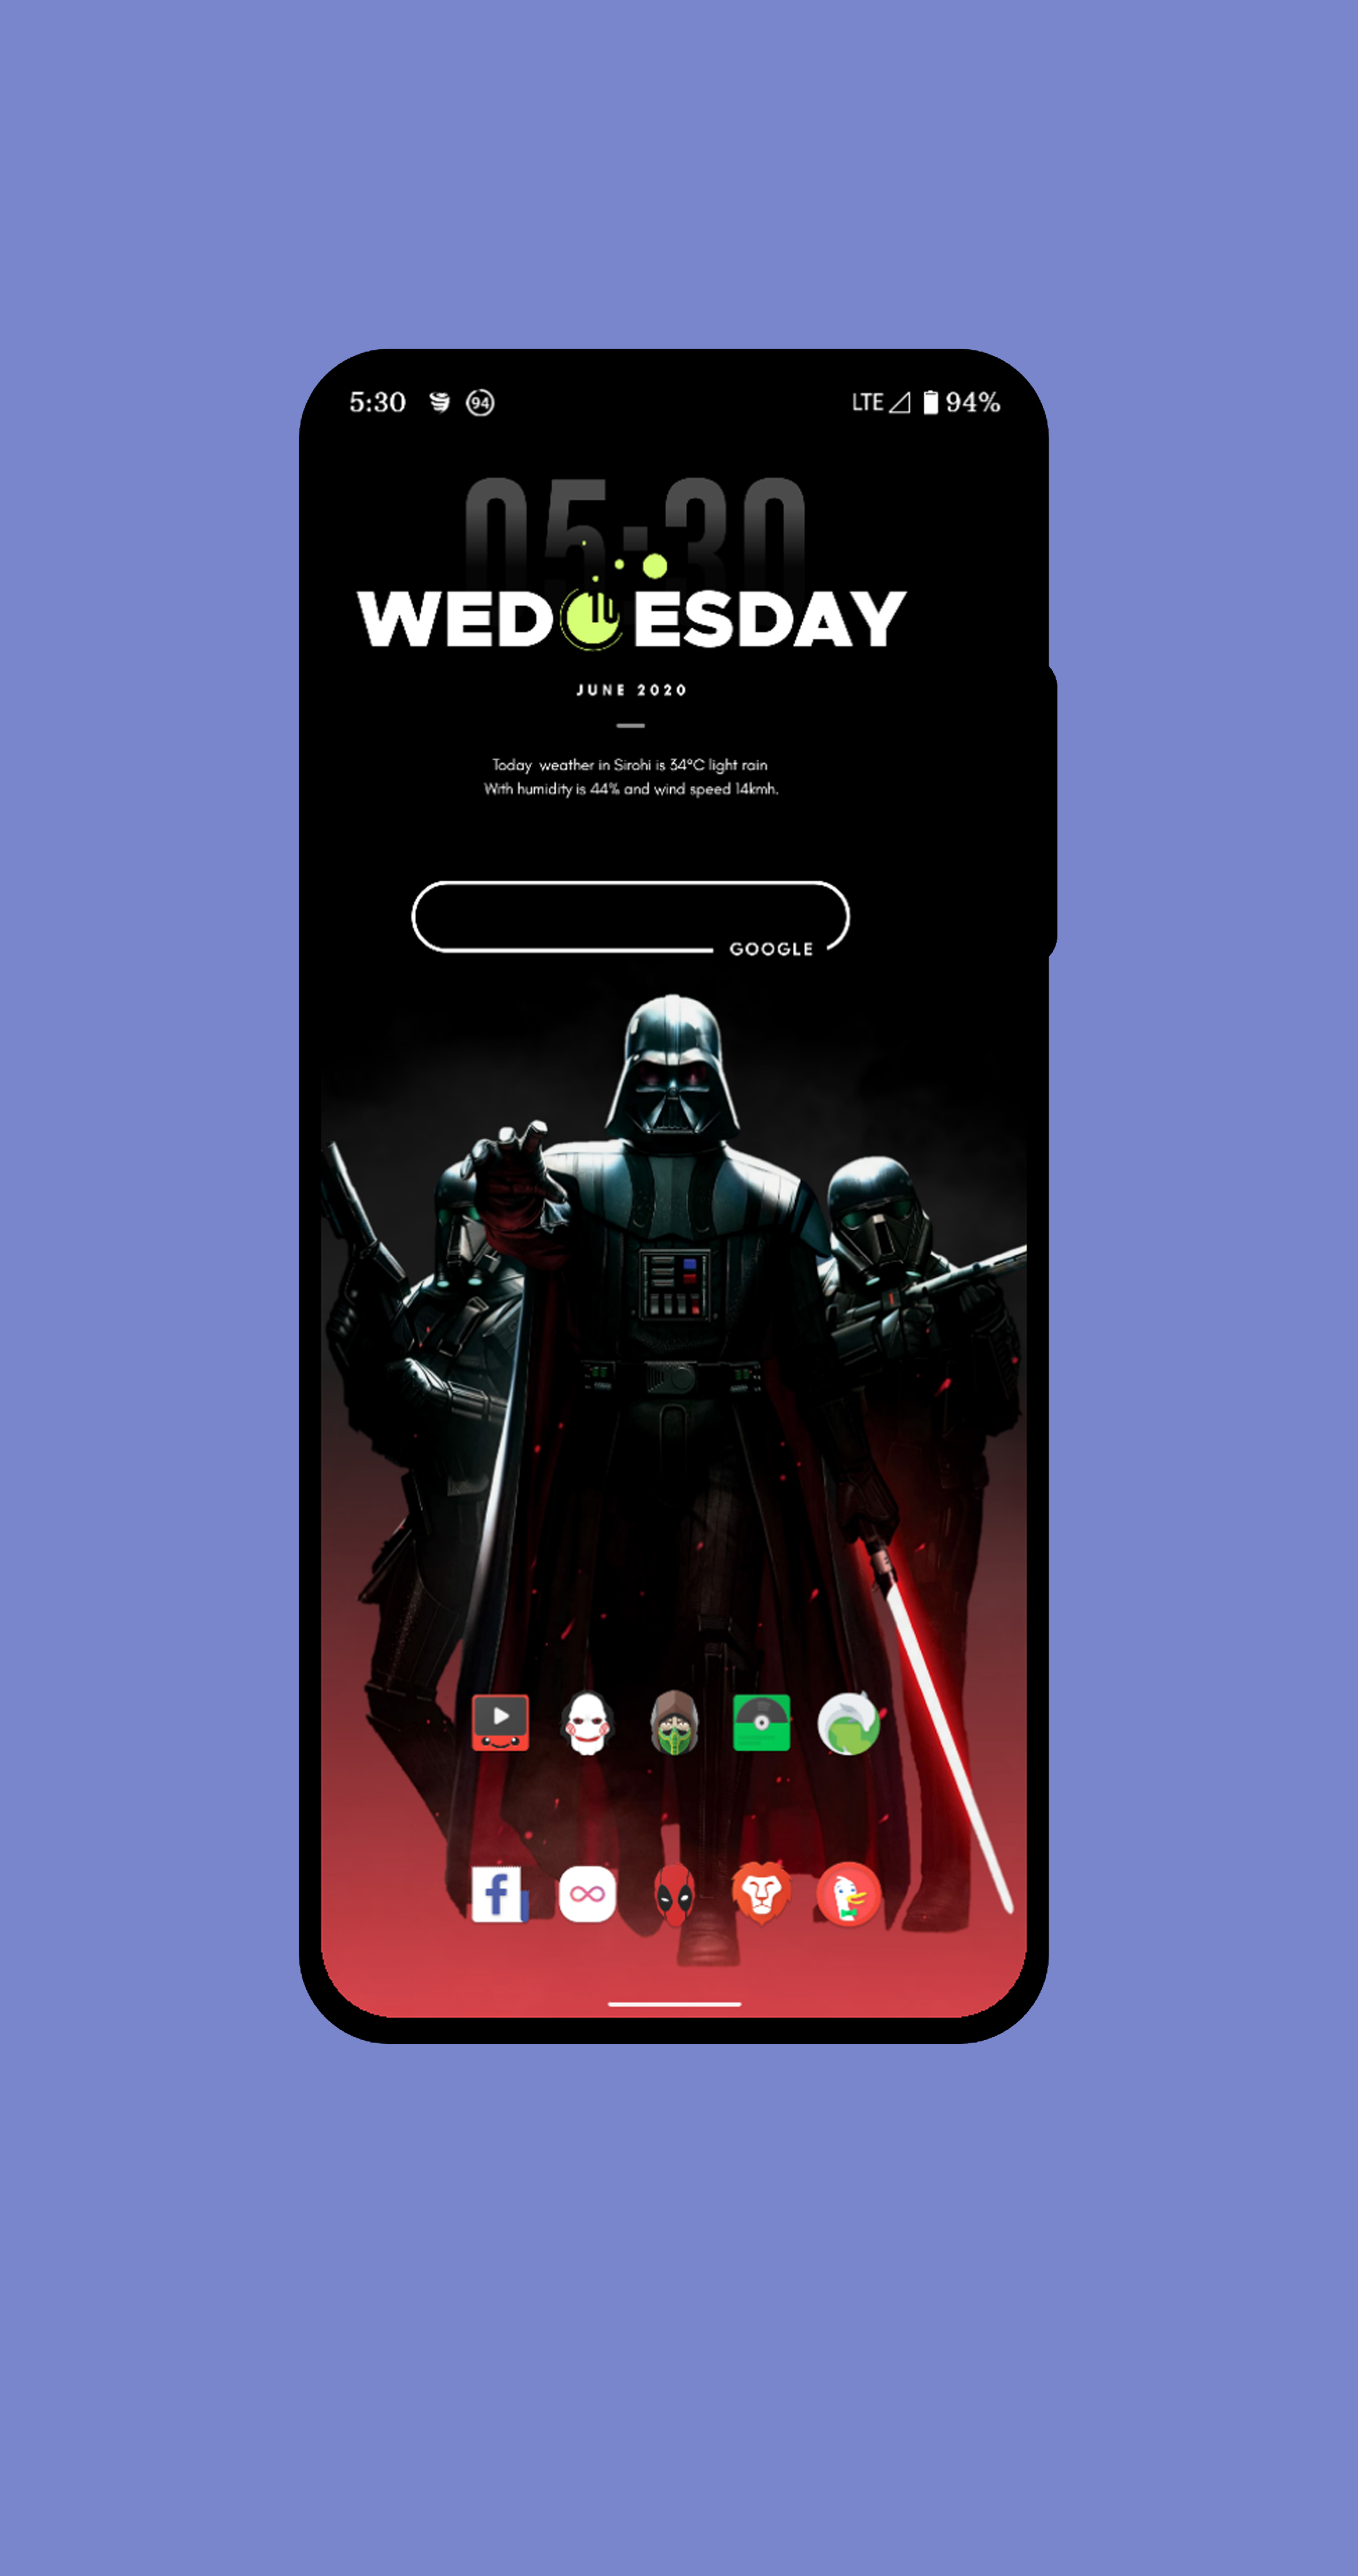 5:30 94 LTE 94%
05:30
WED 10 ESDAY
JUNE 2020
Today weather in Sirohi is 34°C light rain
With humidity is 44% and wind speed 14kmh.
GOOGLE
f